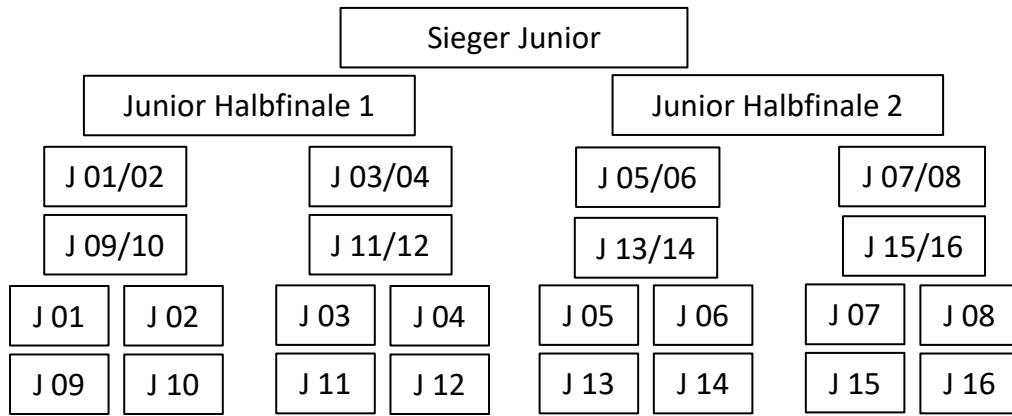 Sieger Junior
Junior Halbfinale 1 Junior Halbfinale 2
J 01/02 J 03/04 J 05/06 J 07/08
J 09/10 J 11/12 J 13/14 J 15/16
J 01 J 02 J 03 J 04 J 05 J 06 J 07 J 08
J 09 J 10 J 11 J 12 J 13 J 14 J 15 J 16